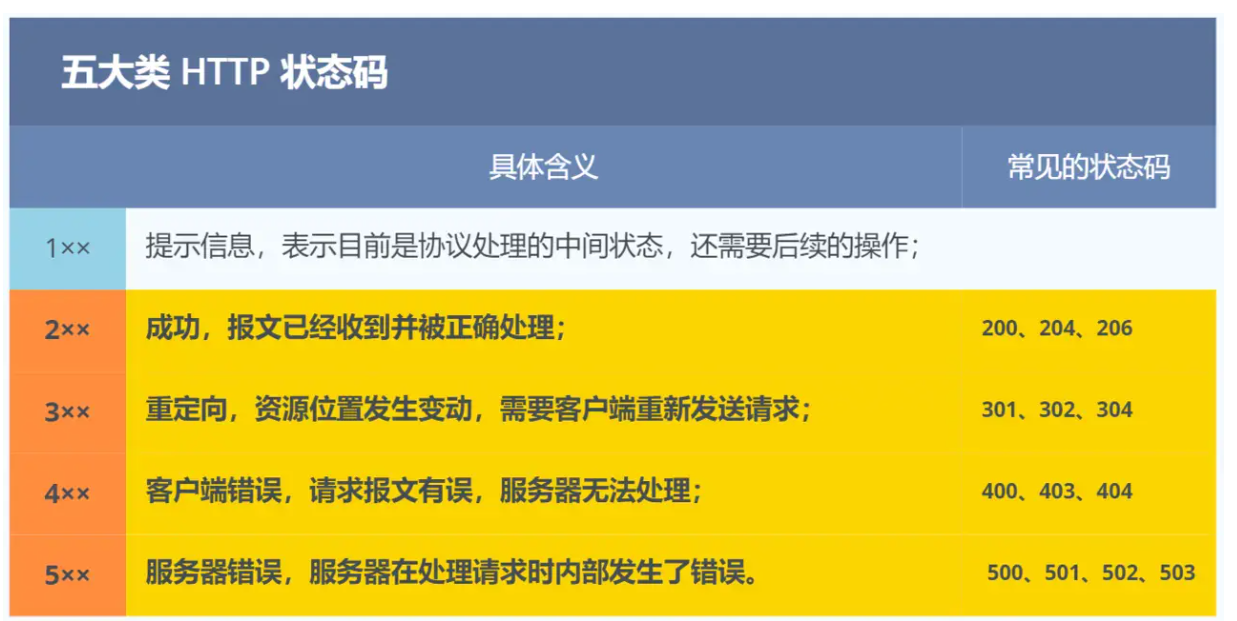 五大类 HTTP 状态码
具体含义 常见的状态码
1×× 提示信息，表示目前是协议处理的中间状态，还需要后续的操作；
2×× 成功，报文已经收到并被正确处理； 200、204、206
3×× 重定向，资源位置发生变动，需要客户端重新发送请求； 301、302、304
4×× 客户端错误，请求报文有误，服务器无法处理； 400、403、404
5×× 服务器错误，服务器在处理请求时内部发生了错误。 500、501、502、503